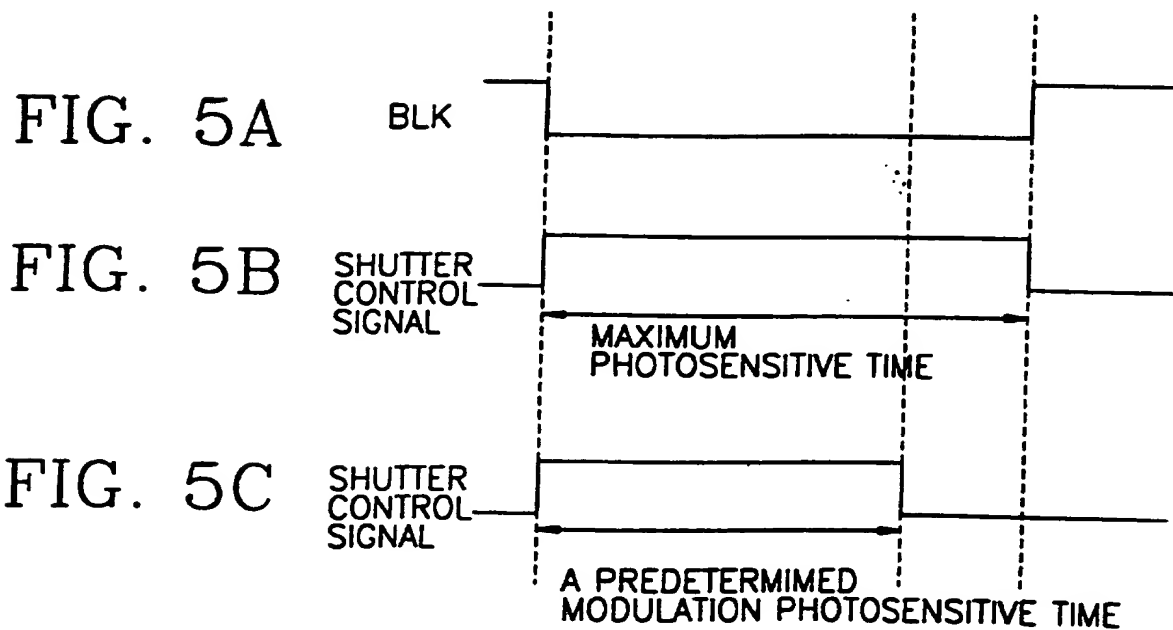 FIG. 5A
BLK
FIG. 5B
SHUTTER
CONTROL
SIGNAL
MAXIMUM
PHOTOSENSITIVE TIME
FIG. 5C
SHUTTER
CONTROL
SIGNAL
A PREDETERMIMED
MODULATION PHOTOSENSITIVE TIME